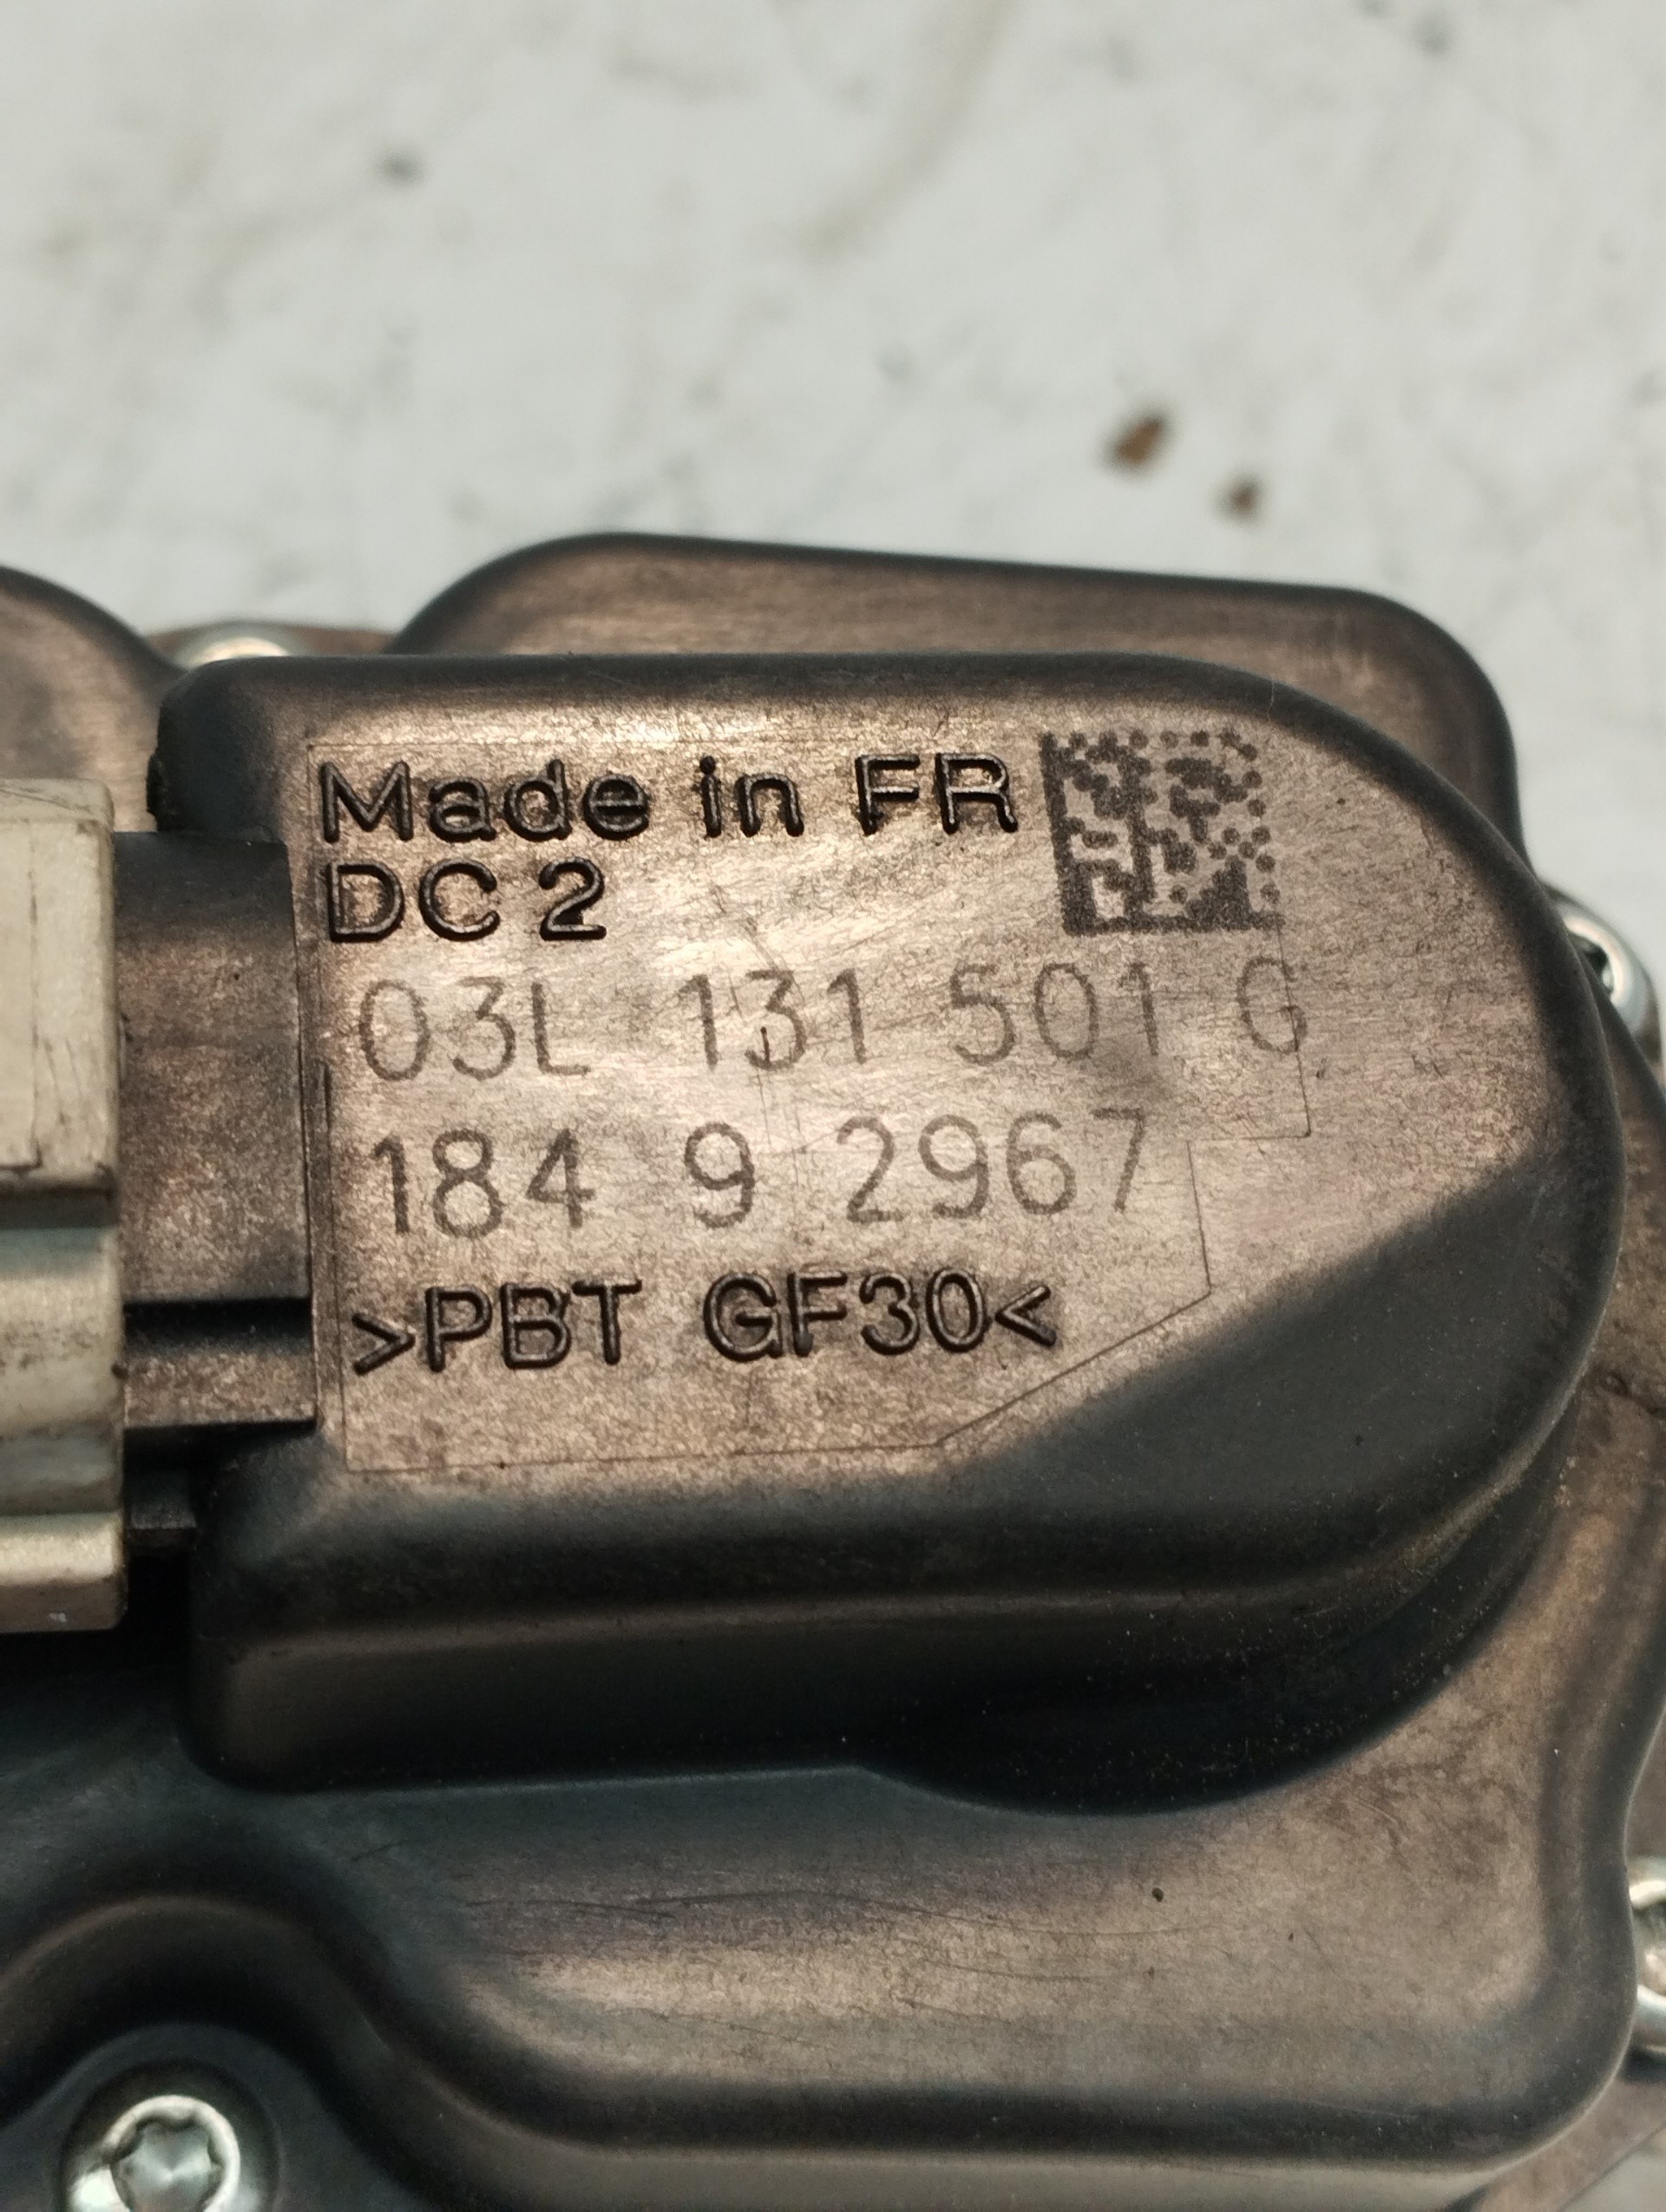 Made in FR
DC 2
03L 131 501 G
184 9 2967
>PBT GF30<